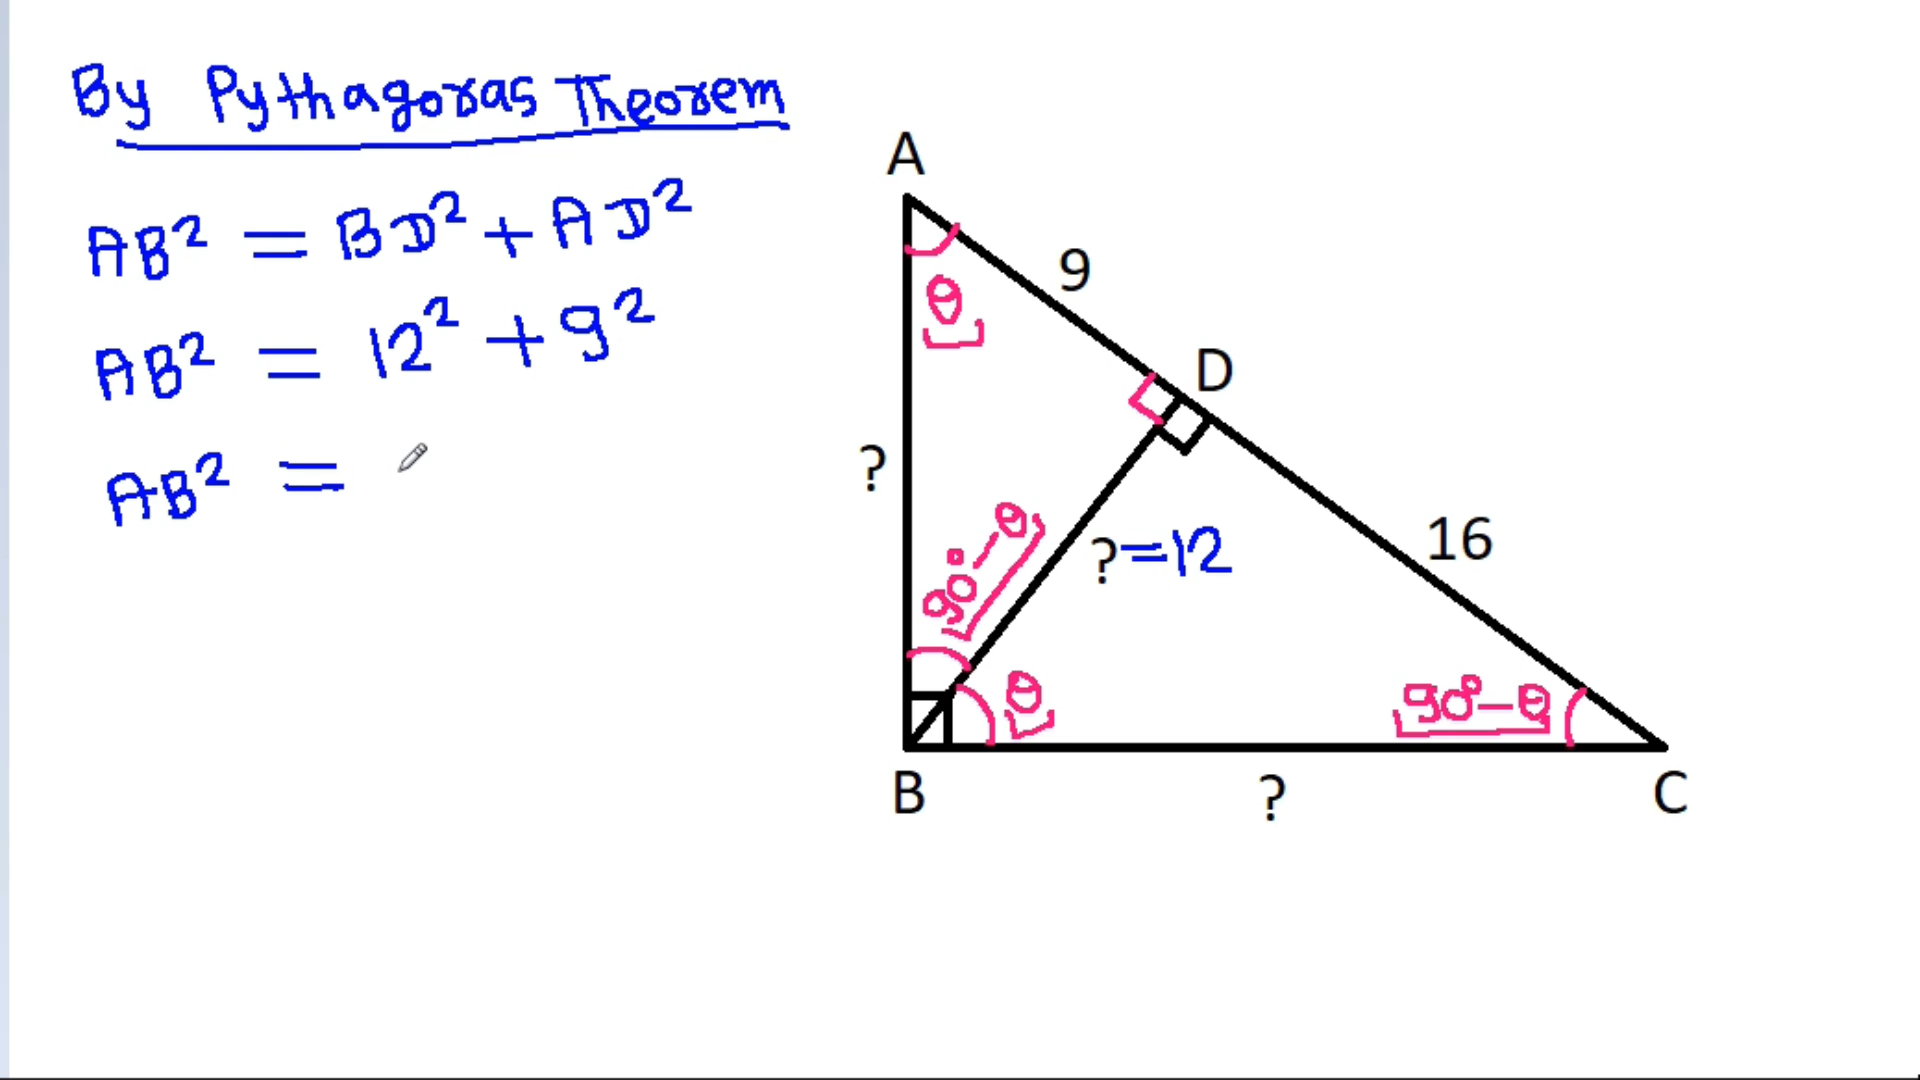 By Pythagoras Theorem
AB² = BD² + AD²
AB² = 12² + 9²
AB² =
A
9
θ
D
?
90°-θ
?=12
16
θ
90°-θ
B
?
C